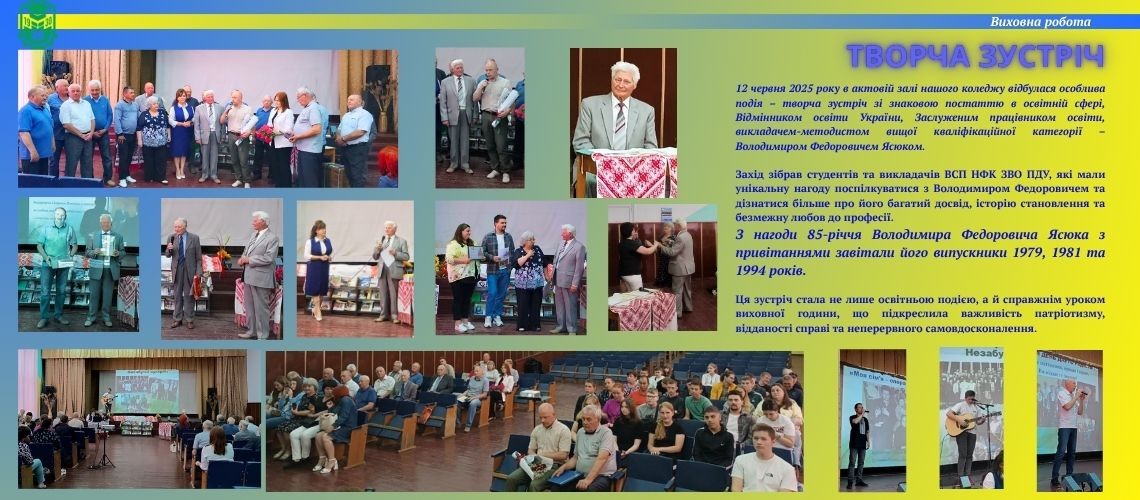 Виховна робота
ТВОРЧА ЗУСТРІЧ
12 червня 2025 року в актовій залі нашого коледжу відбулася особлива
подія – творча зустріч зі знаковою постаттю в освітній сфері,
Відмінником освіти України, Заслуженим працівником освіти,
викладачем-методистом вищої кваліфікаційної категорії –
Володимиром Федоровичем Ясюком.
Захід зібрав студентів та викладачів ВСП НФК ЗВО ПДУ, які мали
унікальну нагоду поспілкуватися з Володимиром Федоровичем та
дізнатися більше про його багатий досвід, історію становлення та
безмежну любов до професії.
З нагоди 85-річчя Володимира Федоровича Ясюка з
привітаннями завітали його випускники 1979, 1981 та
1994 років.
Ця зустріч стала не лише освітньою подією, а й справжнім уроком
виховної години, що підкреслила важливість патріотизму,
відданості справі та неперервного самовдосконалення.
«Моя сім'я – опора
Незабу